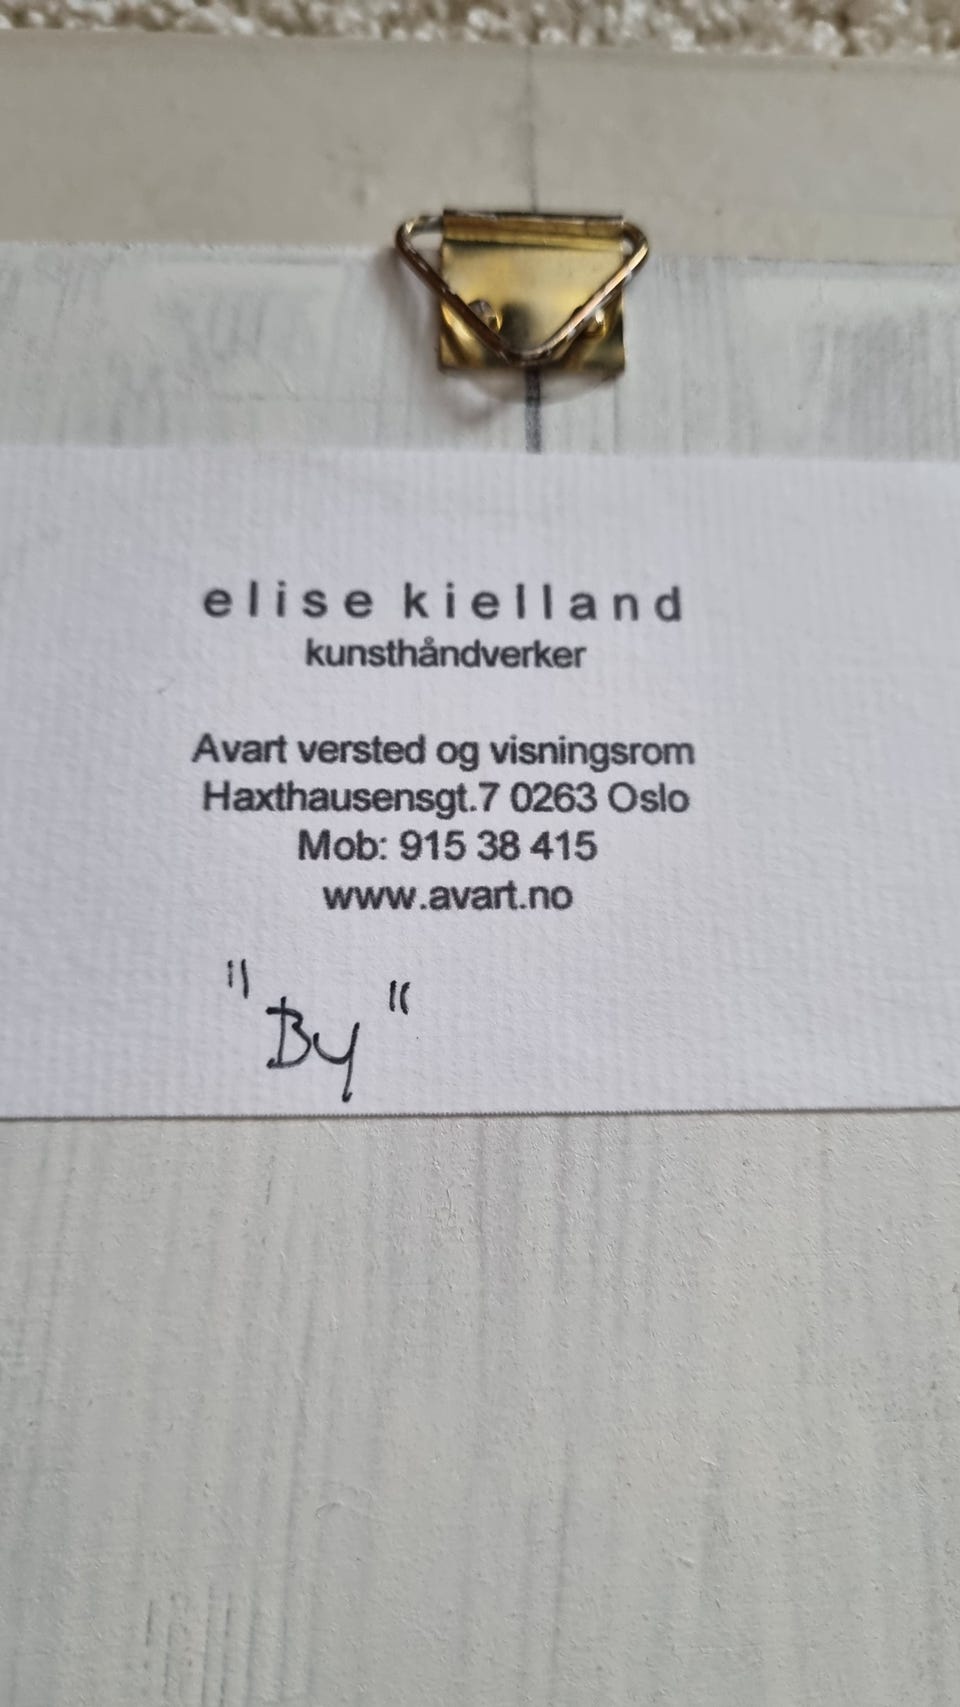 elise kielland
kunsthåndverker
Avart versted og visningsrom
Haxthausensgt.7 0263 Oslo
Mob: 915 38 415
www.avart.no
"By"